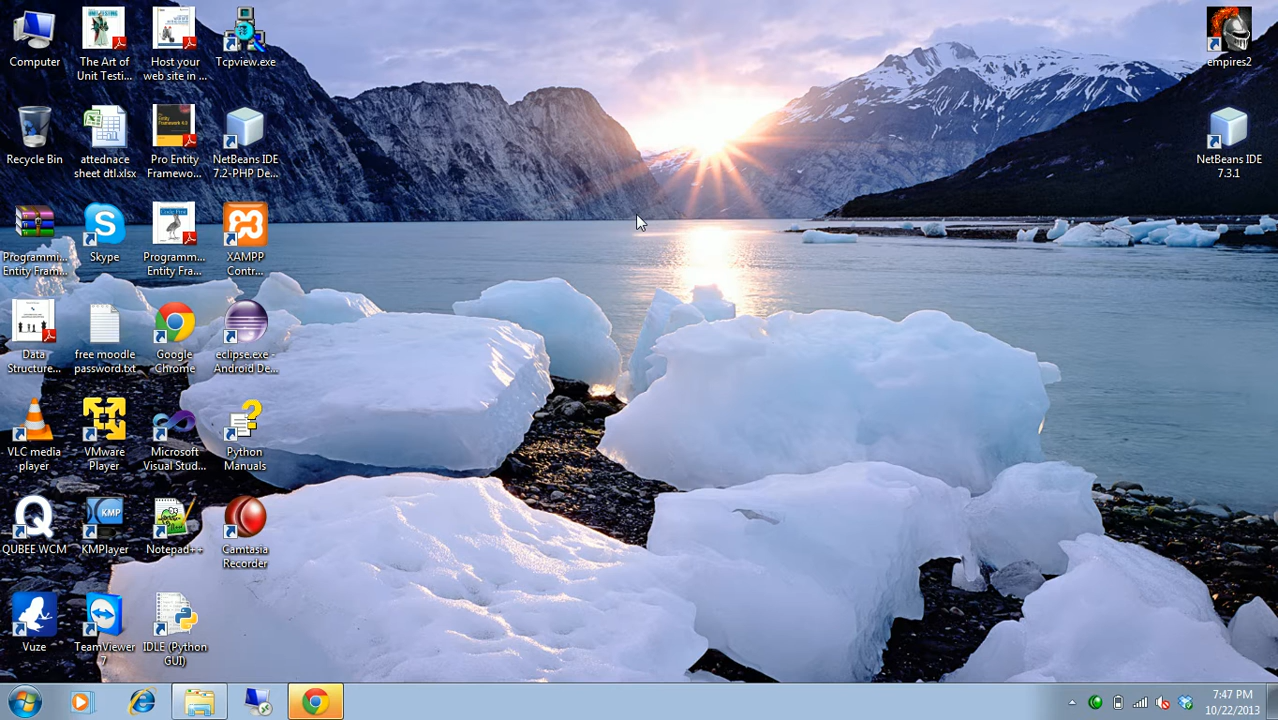 Computer
The Art of
Unit Testi...
Host your
web site in ...
Tcpview.exe
empires2
Recycle Bin
attednace
sheet dtl.xlsx
Pro Entity
Framewo...
NetBeans IDE
7.2-PHP De...
NetBeans IDE
7.3.1
Programmi...
Entity Fram...
Skype
Programm...
Entity Fra...
XAMPP
Contr...
Data
Structure...
free moodle
password.txt
Google
Chrome
eclipse.exe -
Android De...
VLC media
player
VMware
Player
Microsoft
Visual Stud...
Python
Manuals
QUBEE WCM
KMP
KMPlayer
Notepad++
Camtasia
Recorder
Vuze
TeamViewer
7
IDLE (Python
GUI)
7:47 PM
10/22/2013